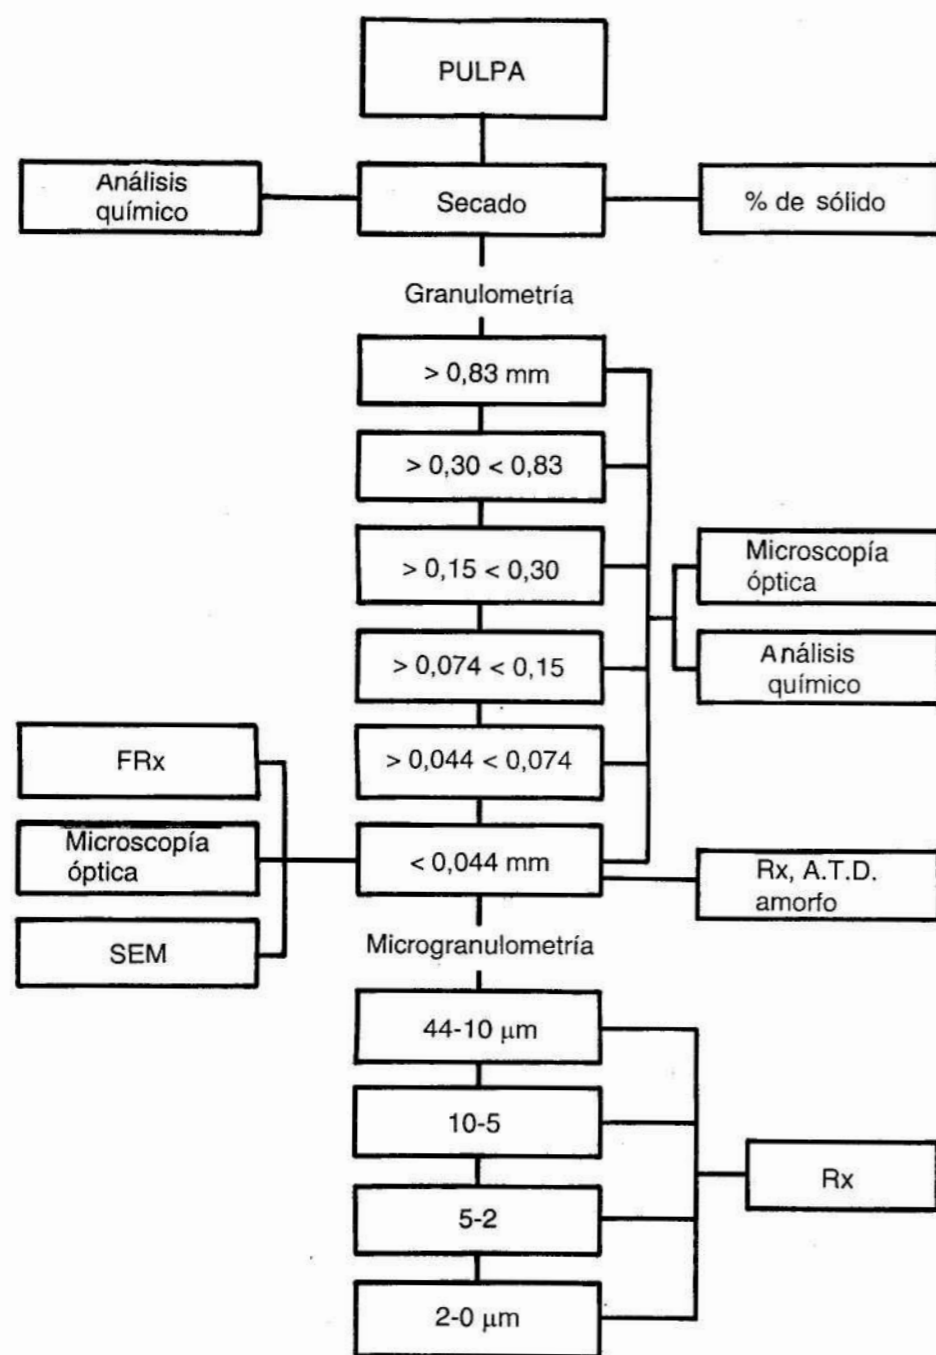 PULPA
Análisis
químico
Secado
% de sólido
Granulometría
> 0,83 mm
> 0,30 < 0,83
> 0,15 < 0,30
Microscopía
óptica
> 0,074 < 0,15
Análisis
químico
FRx
> 0,044 < 0,074
Microscopía
óptica
< 0,044 mm
Rx, A.T.D.
amorfo
SEM
Microgranulometría
44-10 µm
10-5
5-2
Rx
2-0 µm